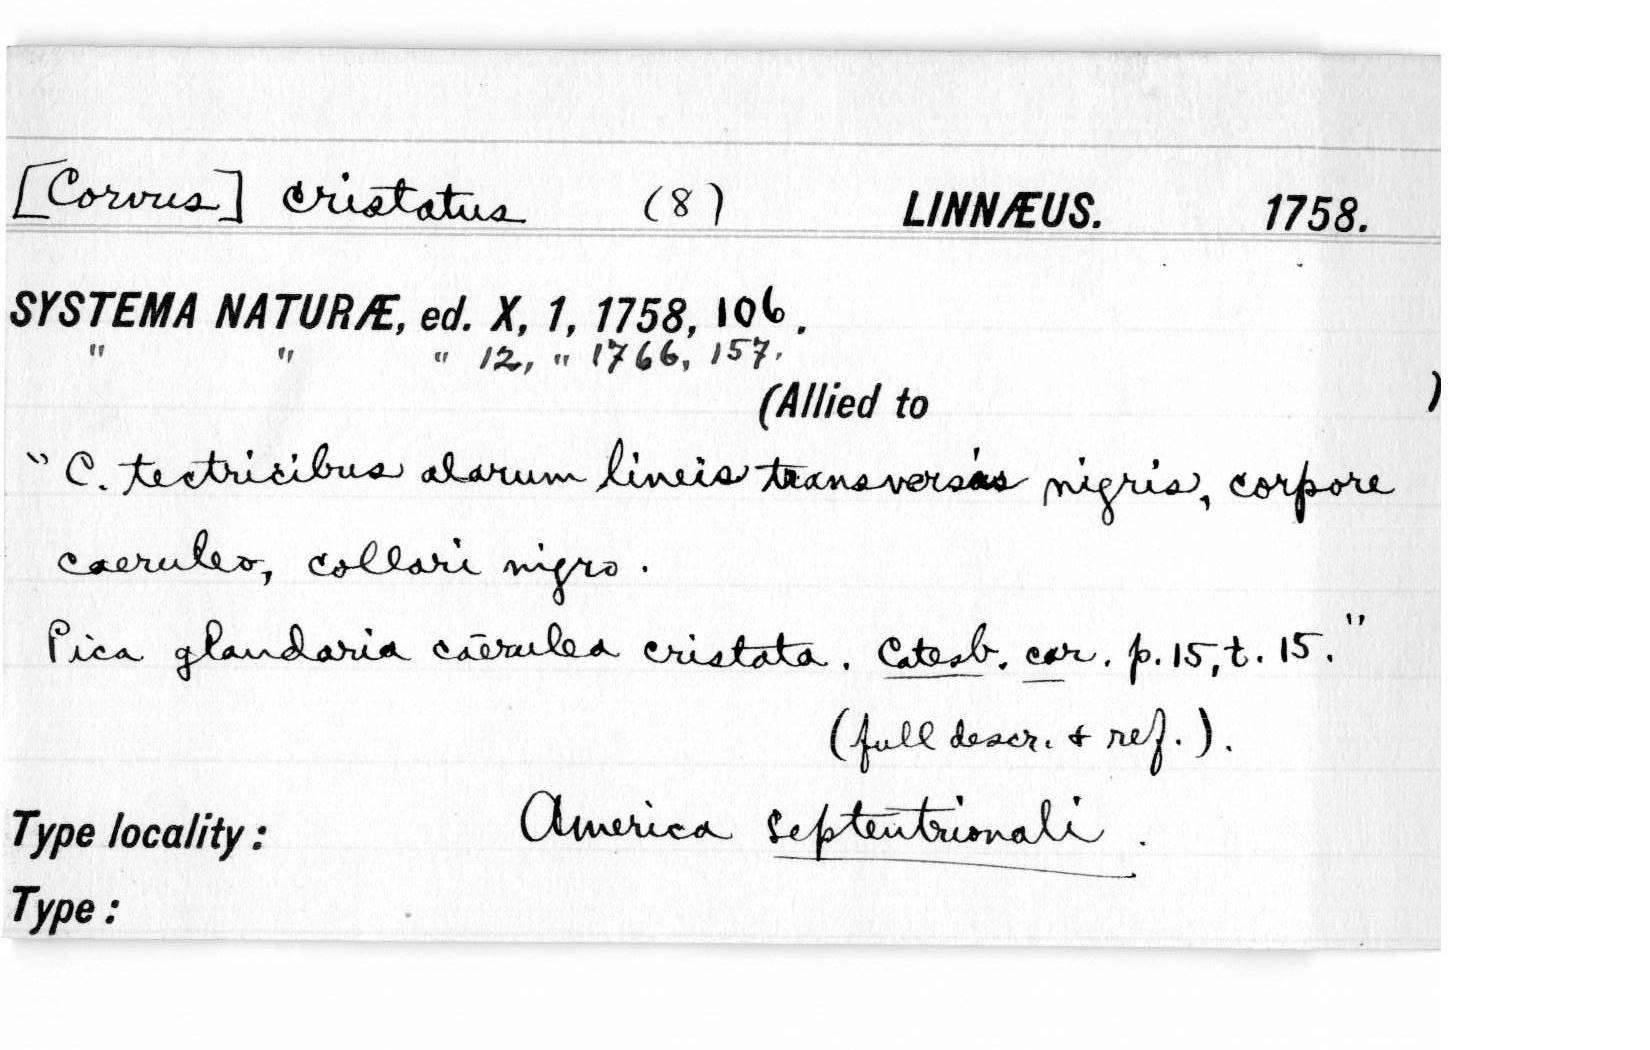 [Corvus] cristatus (8) LINNÆUS. 1758.
SYSTEMA NATURÆ, ed. X, 1, 1758, 106.
" " " 12, " 1766, 157.
(Allied to )
"C. tectricibus alarum lineis transversis nigris, corpore
caeruleo, collari nigro.
Pica glandaria cāerulea cristata. Catesb. car. p. 15, t. 15."
(full descr. + ref.).
Type locality: America septentrionali.
Type: